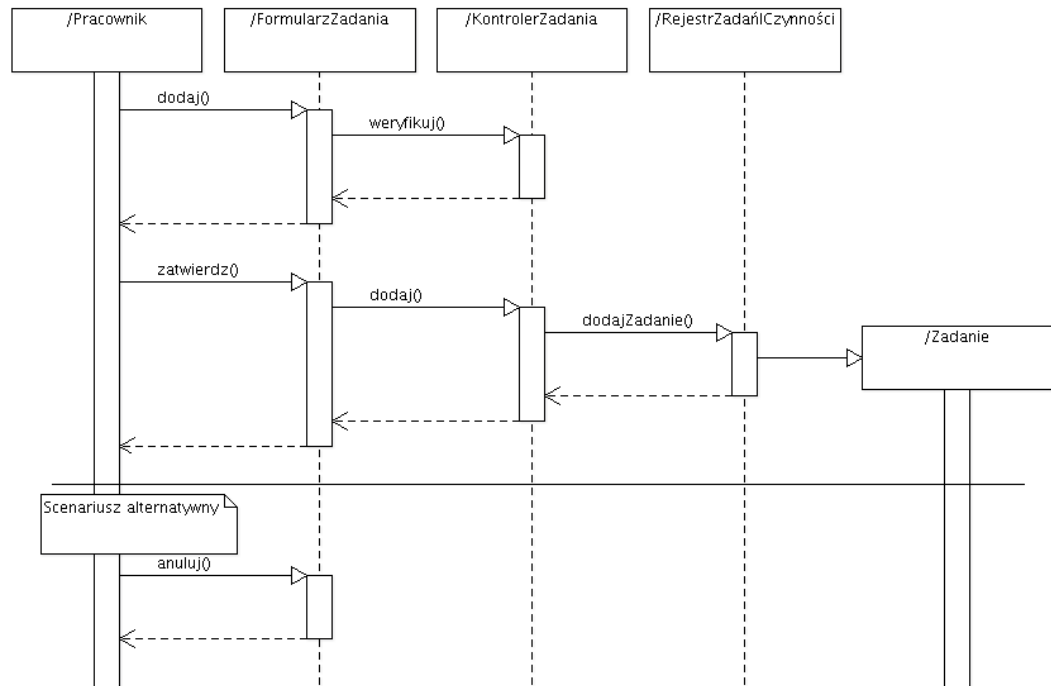 /Pracownik
/FormularzZadania
/KontrolerZadania
/RejestrZadańICzynności
dodaj()
weryfikuj()
zatwierdz()
dodaj()
dodajZadanie()
/Zadanie
Scenariusz alternatywny
anuluj()